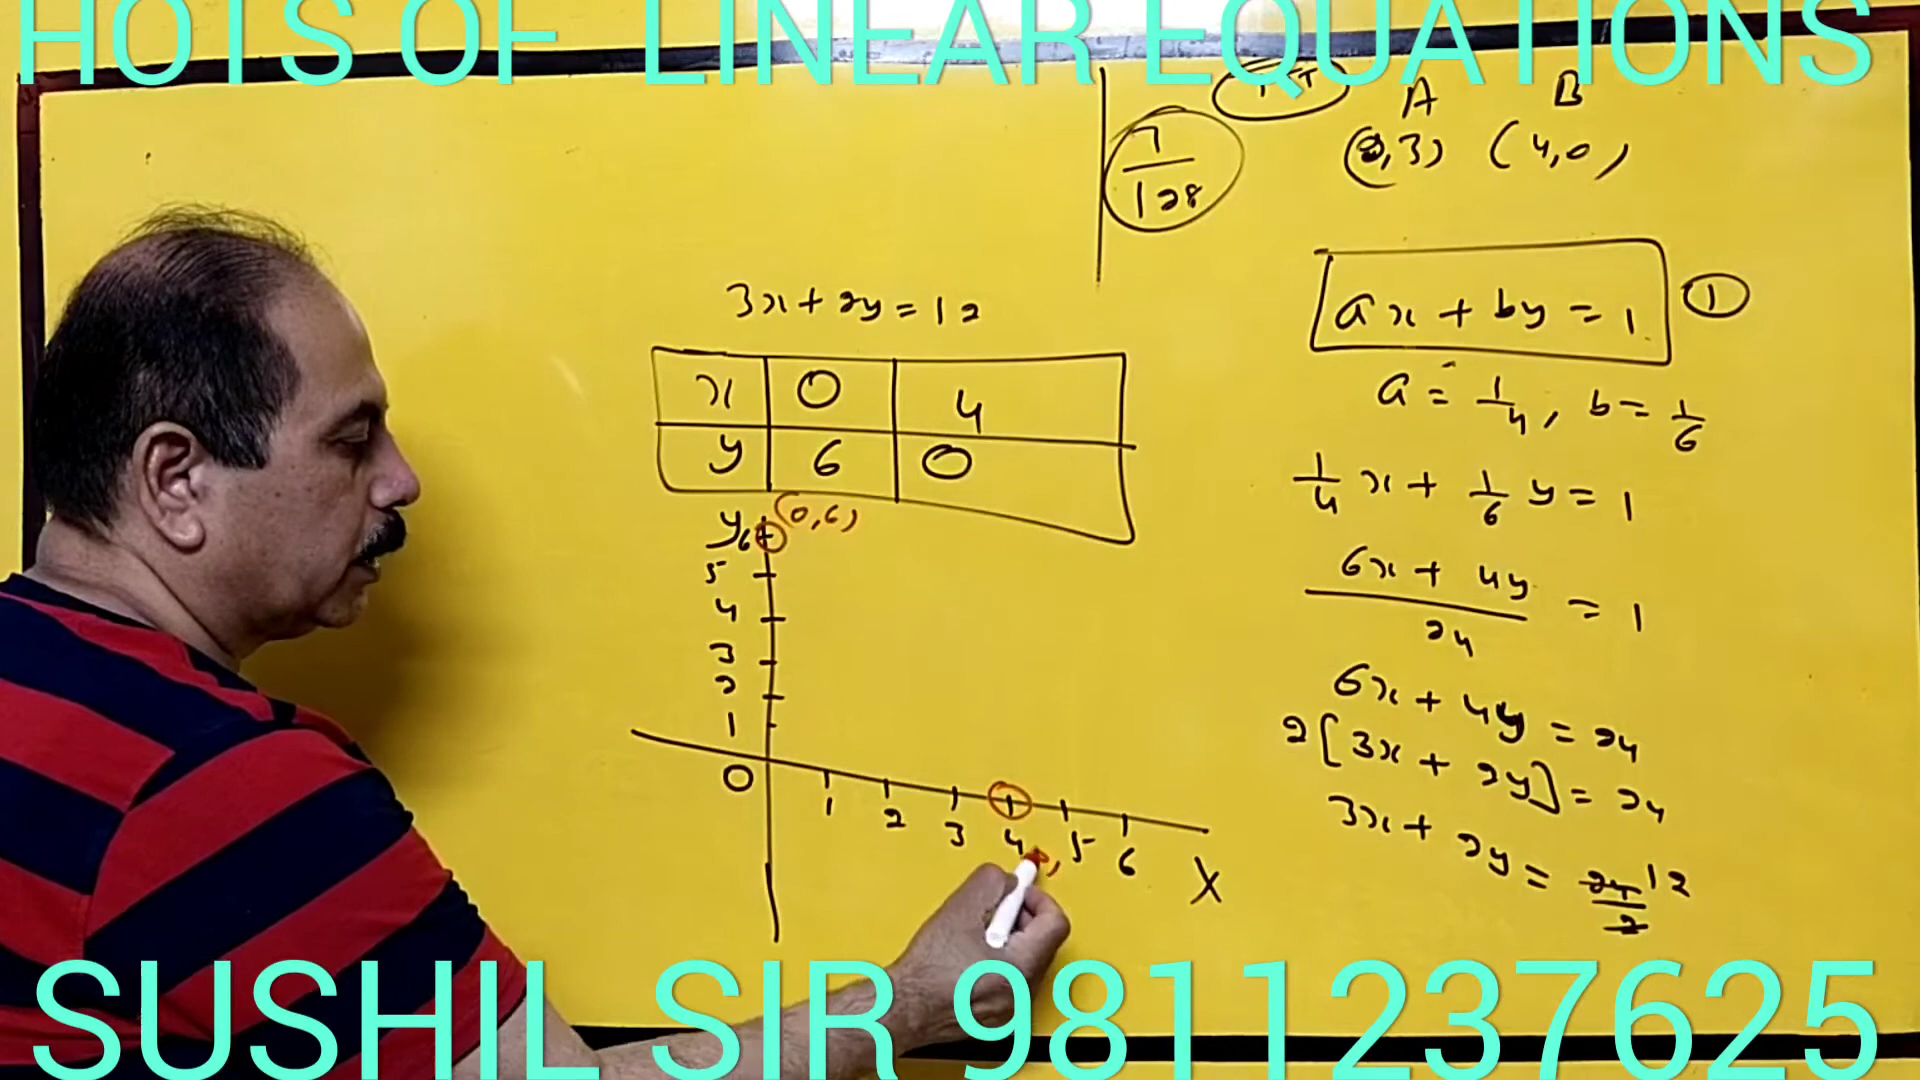 HOTS OF LINEAR EQUATIONS
A B
(0,3) (4,0)
7/128
3x + 2y = 12
x 0 4
y 6 0
ax + by = 1 ①
a = 1/4, b = 1/6
1/4 x + 1/6 y = 1
(6x + 4y)/24 = 1
6x + 4y = 24
2[3x + 2y] = 24
3x + 2y = 24/2 12
y (0,6)
6
5
4
3
2
1
0 1 2 3 4 5 6 X
SUSHIL SIR 9811237625